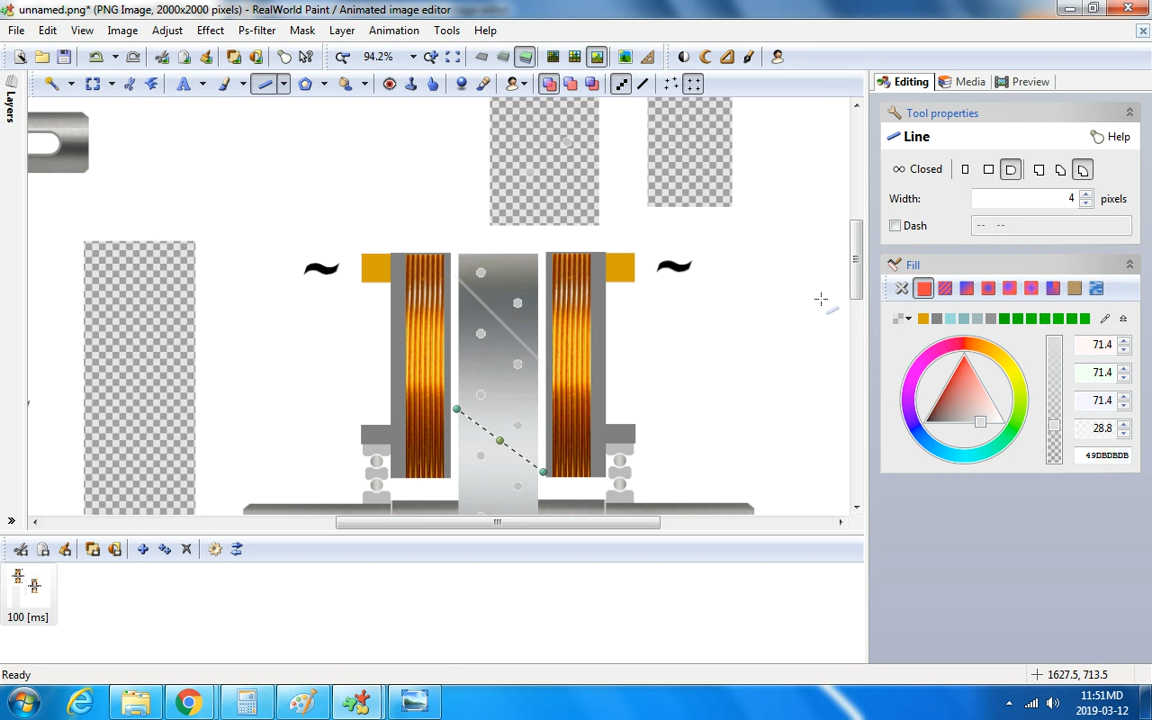 unnamed.png* (PNG Image, 2000x2000 pixels) - RealWorld Paint / Animated image editor
File Edit View Image Adjust Effect Ps-filter Mask Layer Animation Tools Help
94.2%
Layers
Editing Media Preview
Tool properties
Line Help
Closed
Width: 4 pixels
Dash
Fill
71.4
71.4
71.4
28.8
49DBDBDB
~ ~
100 [ms]
Ready
1627.5, 713.5
11:51MD
2019-03-12